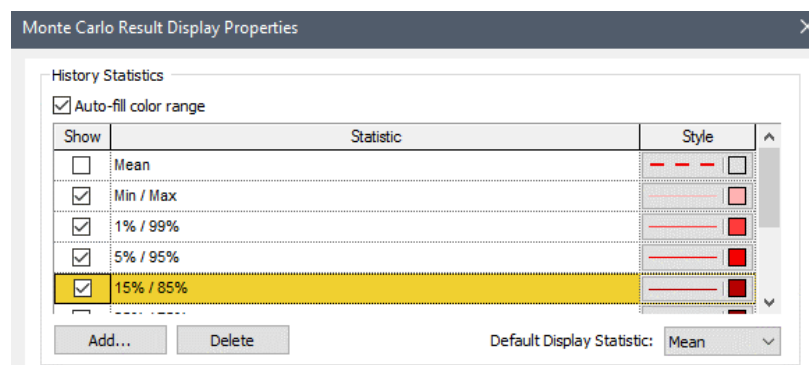 Monte Carlo Result Display Properties
History Statistics
Auto-fill color range
Show Statistic Style
Mean
Min / Max
1% / 99%
5% / 95%
15% / 85%
Add... Delete Default Display Statistic: Mean